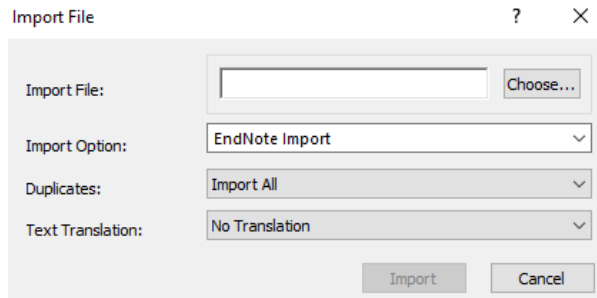 Import File ? X
Import File: Choose...
Import Option: EndNote Import
Duplicates: Import All
Text Translation: No Translation
Import Cancel